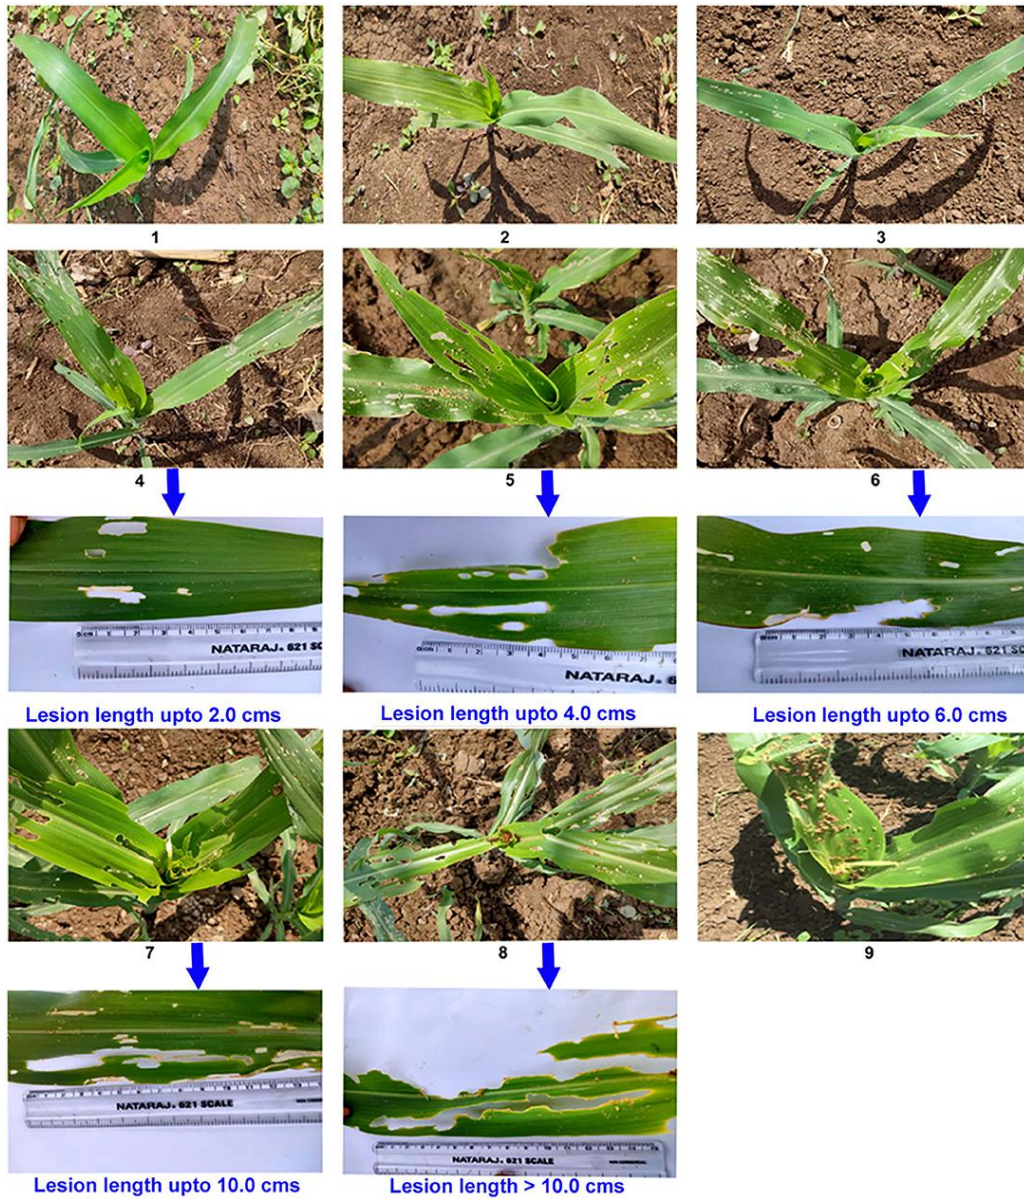 1
2
3
4
5
6
NATARAJ® 621 SC
NATARAJ® 6
NATARAJ® 621 SC
Lesion length upto 2.0 cms
Lesion length upto 4.0 cms
Lesion length upto 6.0 cms
7
8
9
NATARAJ® 621 SCALE
NATARAJ® 621 SCALE
Lesion length upto 10.0 cms
Lesion length > 10.0 cms